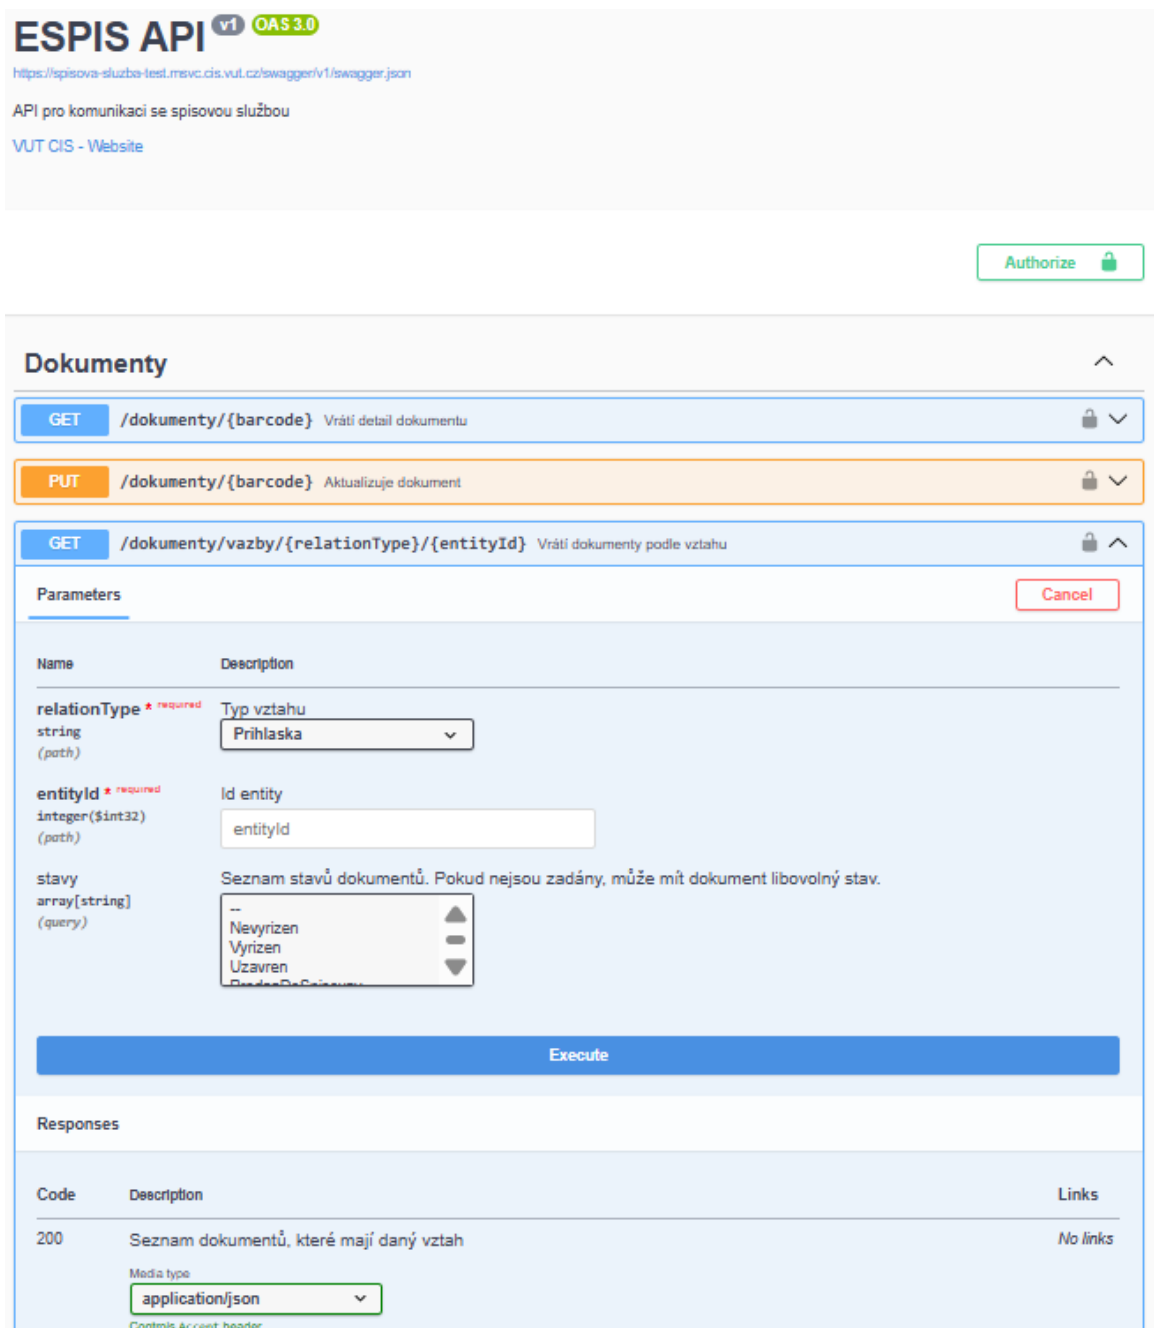 ESPIS API v1 OAS 3.0
https://spisova-sluzba-test.msvc.cis.vut.cz/swagger/v1/swagger.json
API pro komunikaci se spisovou službou
VUT CIS - Website
Authorize
Dokumenty
GET /dokumenty/{barcode} Vrátí detail dokumentu
PUT /dokumenty/{barcode} Aktualizuje dokument
GET /dokumenty/vazby/{relationType}/{entityId} Vrátí dokumenty podle vztahu
Parameters Cancel
Name Description
relationType * required Typ vztahu
string Prihlaska
(path)
entityId * required Id entity
integer($int32)
(path) entityId
stavy Seznam stavů dokumentů. Pokud nejsou zadány, může mít dokument libovolný stav.
array[string] --
(query) Nevyrizen
Vyrizen
Uzavren
Execute
Responses
Code Description Links
200 Seznam dokumentů, které mají daný vztah No links
Media type
application/json
Controls Accept header